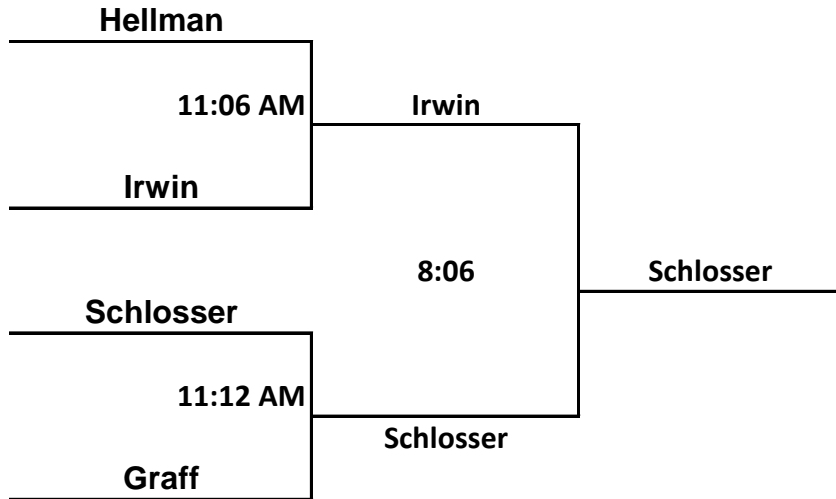 Hellman
11:06 AM
Irwin
Irwin
8:06
Schlosser
Schlosser
11:12 AM
Schlosser
Graff